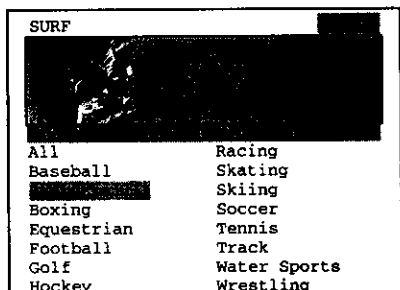 SURF
All
Baseball
Boxing
Equestrian
Football
Golf
Hockey
Racing
Skating
Skiing
Soccer
Tennis
Track
Water Sports
Wrestling